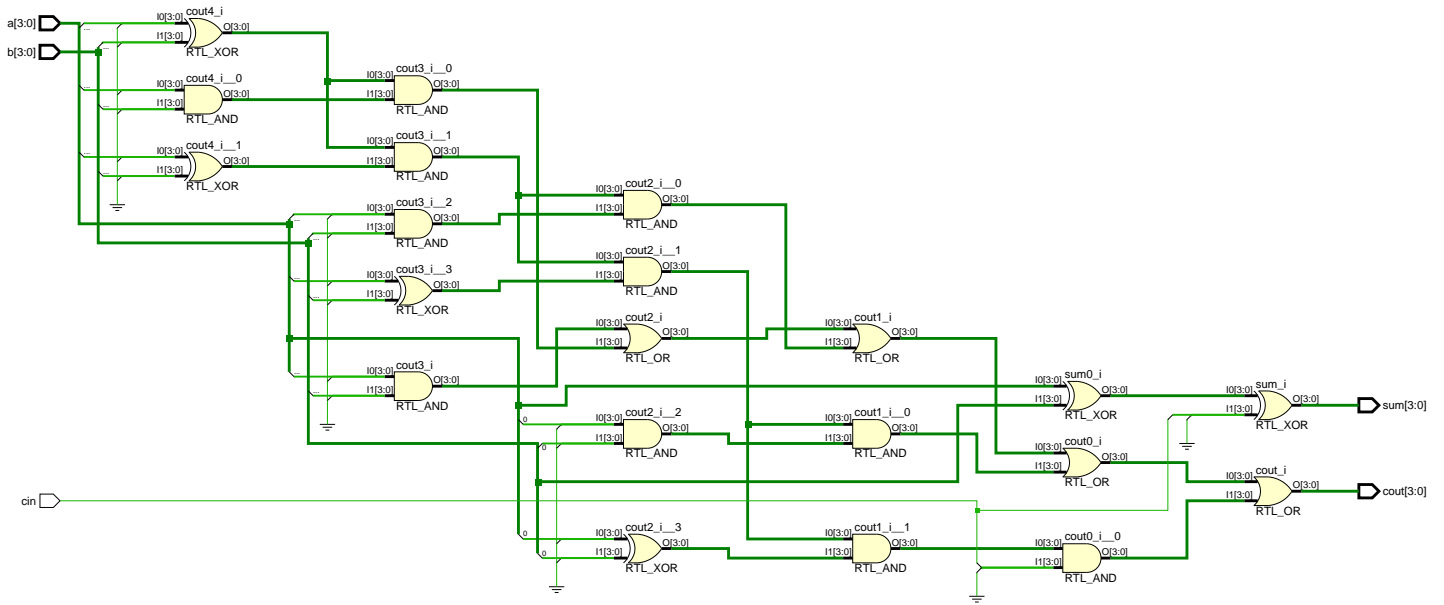 a[3:0]
b[3:0]
cin
cout4_i
I0[3:0]
I1[3:0]
O[3:0]
RTL_XOR
cout4_i__0
I0[3:0]
I1[3:0]
O[3:0]
RTL_AND
cout4_i__1
I0[3:0]
I1[3:0]
O[3:0]
RTL_XOR
cout3_i__0
I0[3:0]
I1[3:0]
O[3:0]
RTL_AND
cout3_i__1
I0[3:0]
I1[3:0]
O[3:0]
RTL_AND
cout3_i__2
I0[3:0]
I1[3:0]
O[3:0]
RTL_AND
cout3_i__3
I0[3:0]
I1[3:0]
O[3:0]
RTL_XOR
cout3_i
I0[3:0]
I1[3:0]
O[3:0]
RTL_AND
cout2_i__0
I0[3:0]
I1[3:0]
O[3:0]
RTL_AND
cout2_i__1
I0[3:0]
I1[3:0]
O[3:0]
RTL_AND
cout2_i
I0[3:0]
I1[3:0]
O[3:0]
RTL_OR
cout2_i__2
0
I0[3:0]
0
I1[3:0]
O[3:0]
RTL_AND
cout2_i__3
0
I0[3:0]
0
I1[3:0]
O[3:0]
RTL_XOR
cout1_i
I0[3:0]
I1[3:0]
O[3:0]
RTL_OR
cout1_i__0
I0[3:0]
I1[3:0]
O[3:0]
RTL_AND
cout1_i__1
I0[3:0]
I1[3:0]
O[3:0]
RTL_AND
sum0_i
I0[3:0]
I1[3:0]
O[3:0]
RTL_XOR
cout0_i
I0[3:0]
I1[3:0]
O[3:0]
RTL_OR
cout0_i__0
I0[3:0]
I1[3:0]
O[3:0]
RTL_AND
sum_i
I0[3:0]
I1[3:0]
O[3:0]
RTL_XOR
cout_i
I0[3:0]
I1[3:0]
O[3:0]
RTL_OR
sum[3:0]
cout[3:0]